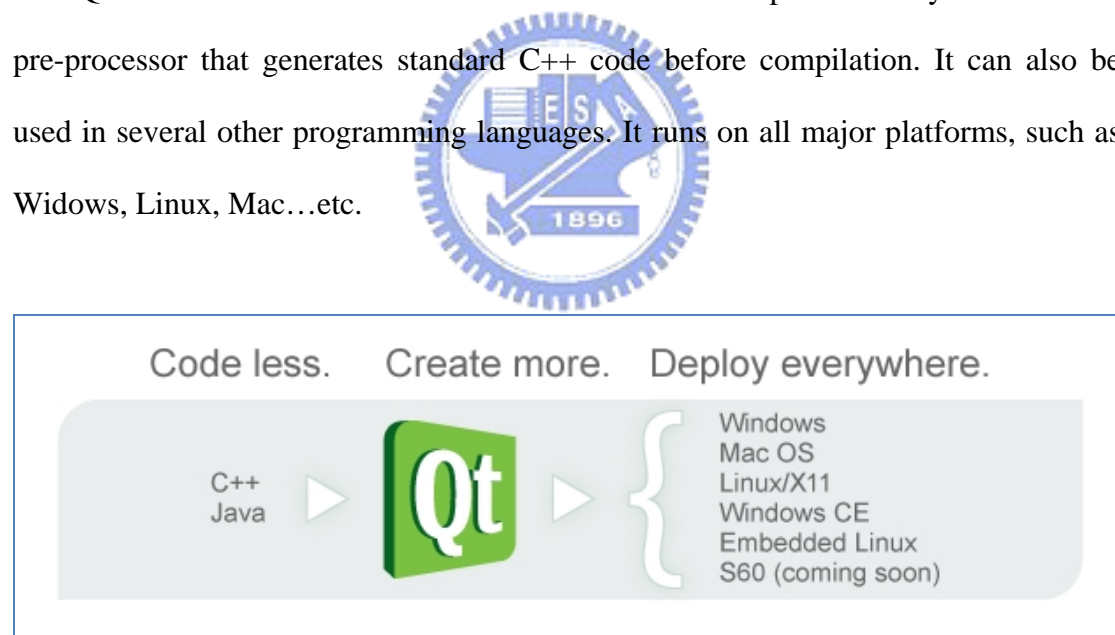 pre-processor that generates standard C++ code before compilation. It can also be
used in several other programming languages. It runs on all major platforms, such as
Widows, Linux, Mac…etc.
E S A
1896
Code less. Create more. Deploy everywhere.
C++
Java
Qt
Windows
Mac OS
Linux/X11
Windows CE
Embedded Linux
S60 (coming soon)